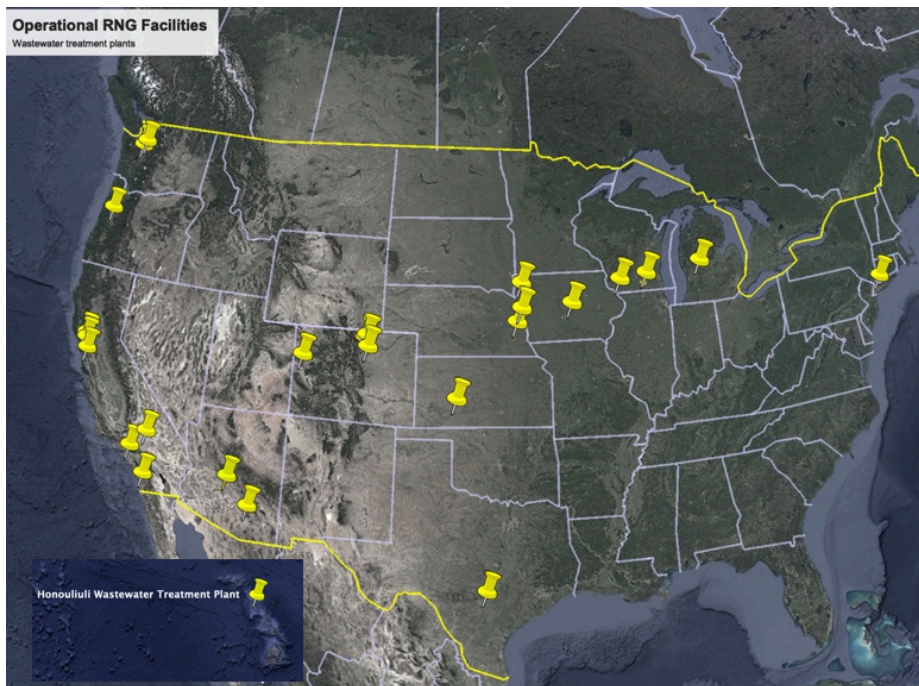 Operational RNG Facilities
Wastewater treatment plants
Honouliuli Wastewater Treatment Plant